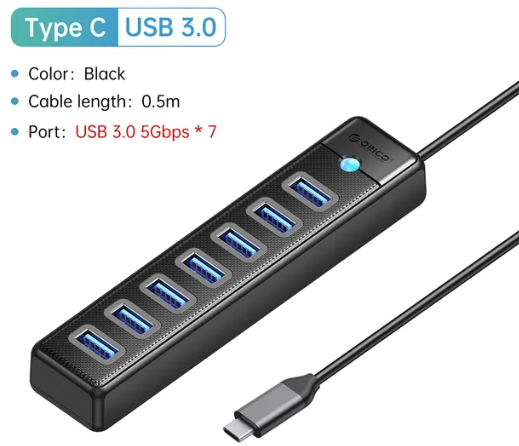 Type C USB 3.0
Color: Black
Cable length: 0.5m
Port: USB 3.0 5Gbps * 7
ORICO